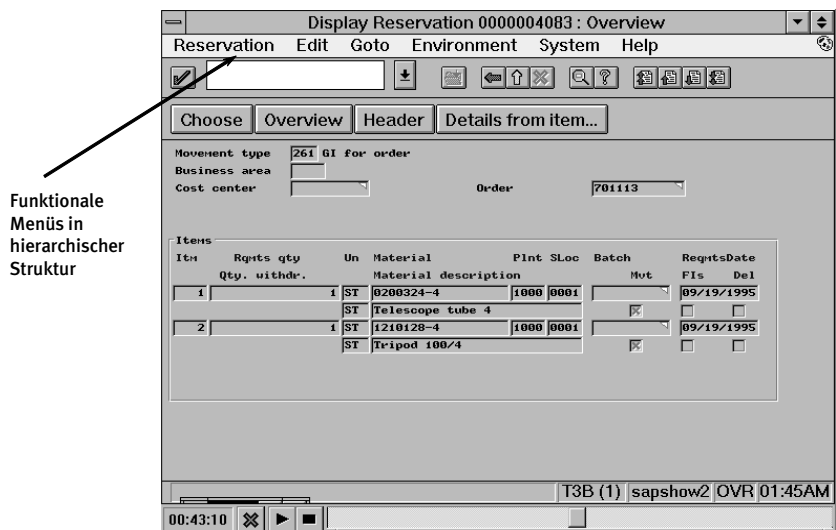 Display Reservation 0000004083 : Overview
Reservation Edit Goto Environment System Help
Choose Overview Header Details from item...
Movement type 261 GI for order
Business area
Cost center Order 701113
Funktionale
Menüs in
hierarchischer
Struktur
Items
Itm Rqmts qty Un Material Plnt SLoc Batch ReqmtsDate
Qty. withdr. Material description Mvt FIs Del
1 1 ST 0200324-4 1000 0001 09/19/1995
ST Telescope tube 4
2 1 ST 1210128-4 1000 0001 09/19/1995
ST Tripod 100/4
T3B (1) sapshow2 OVR 01:45AM
00:43:10